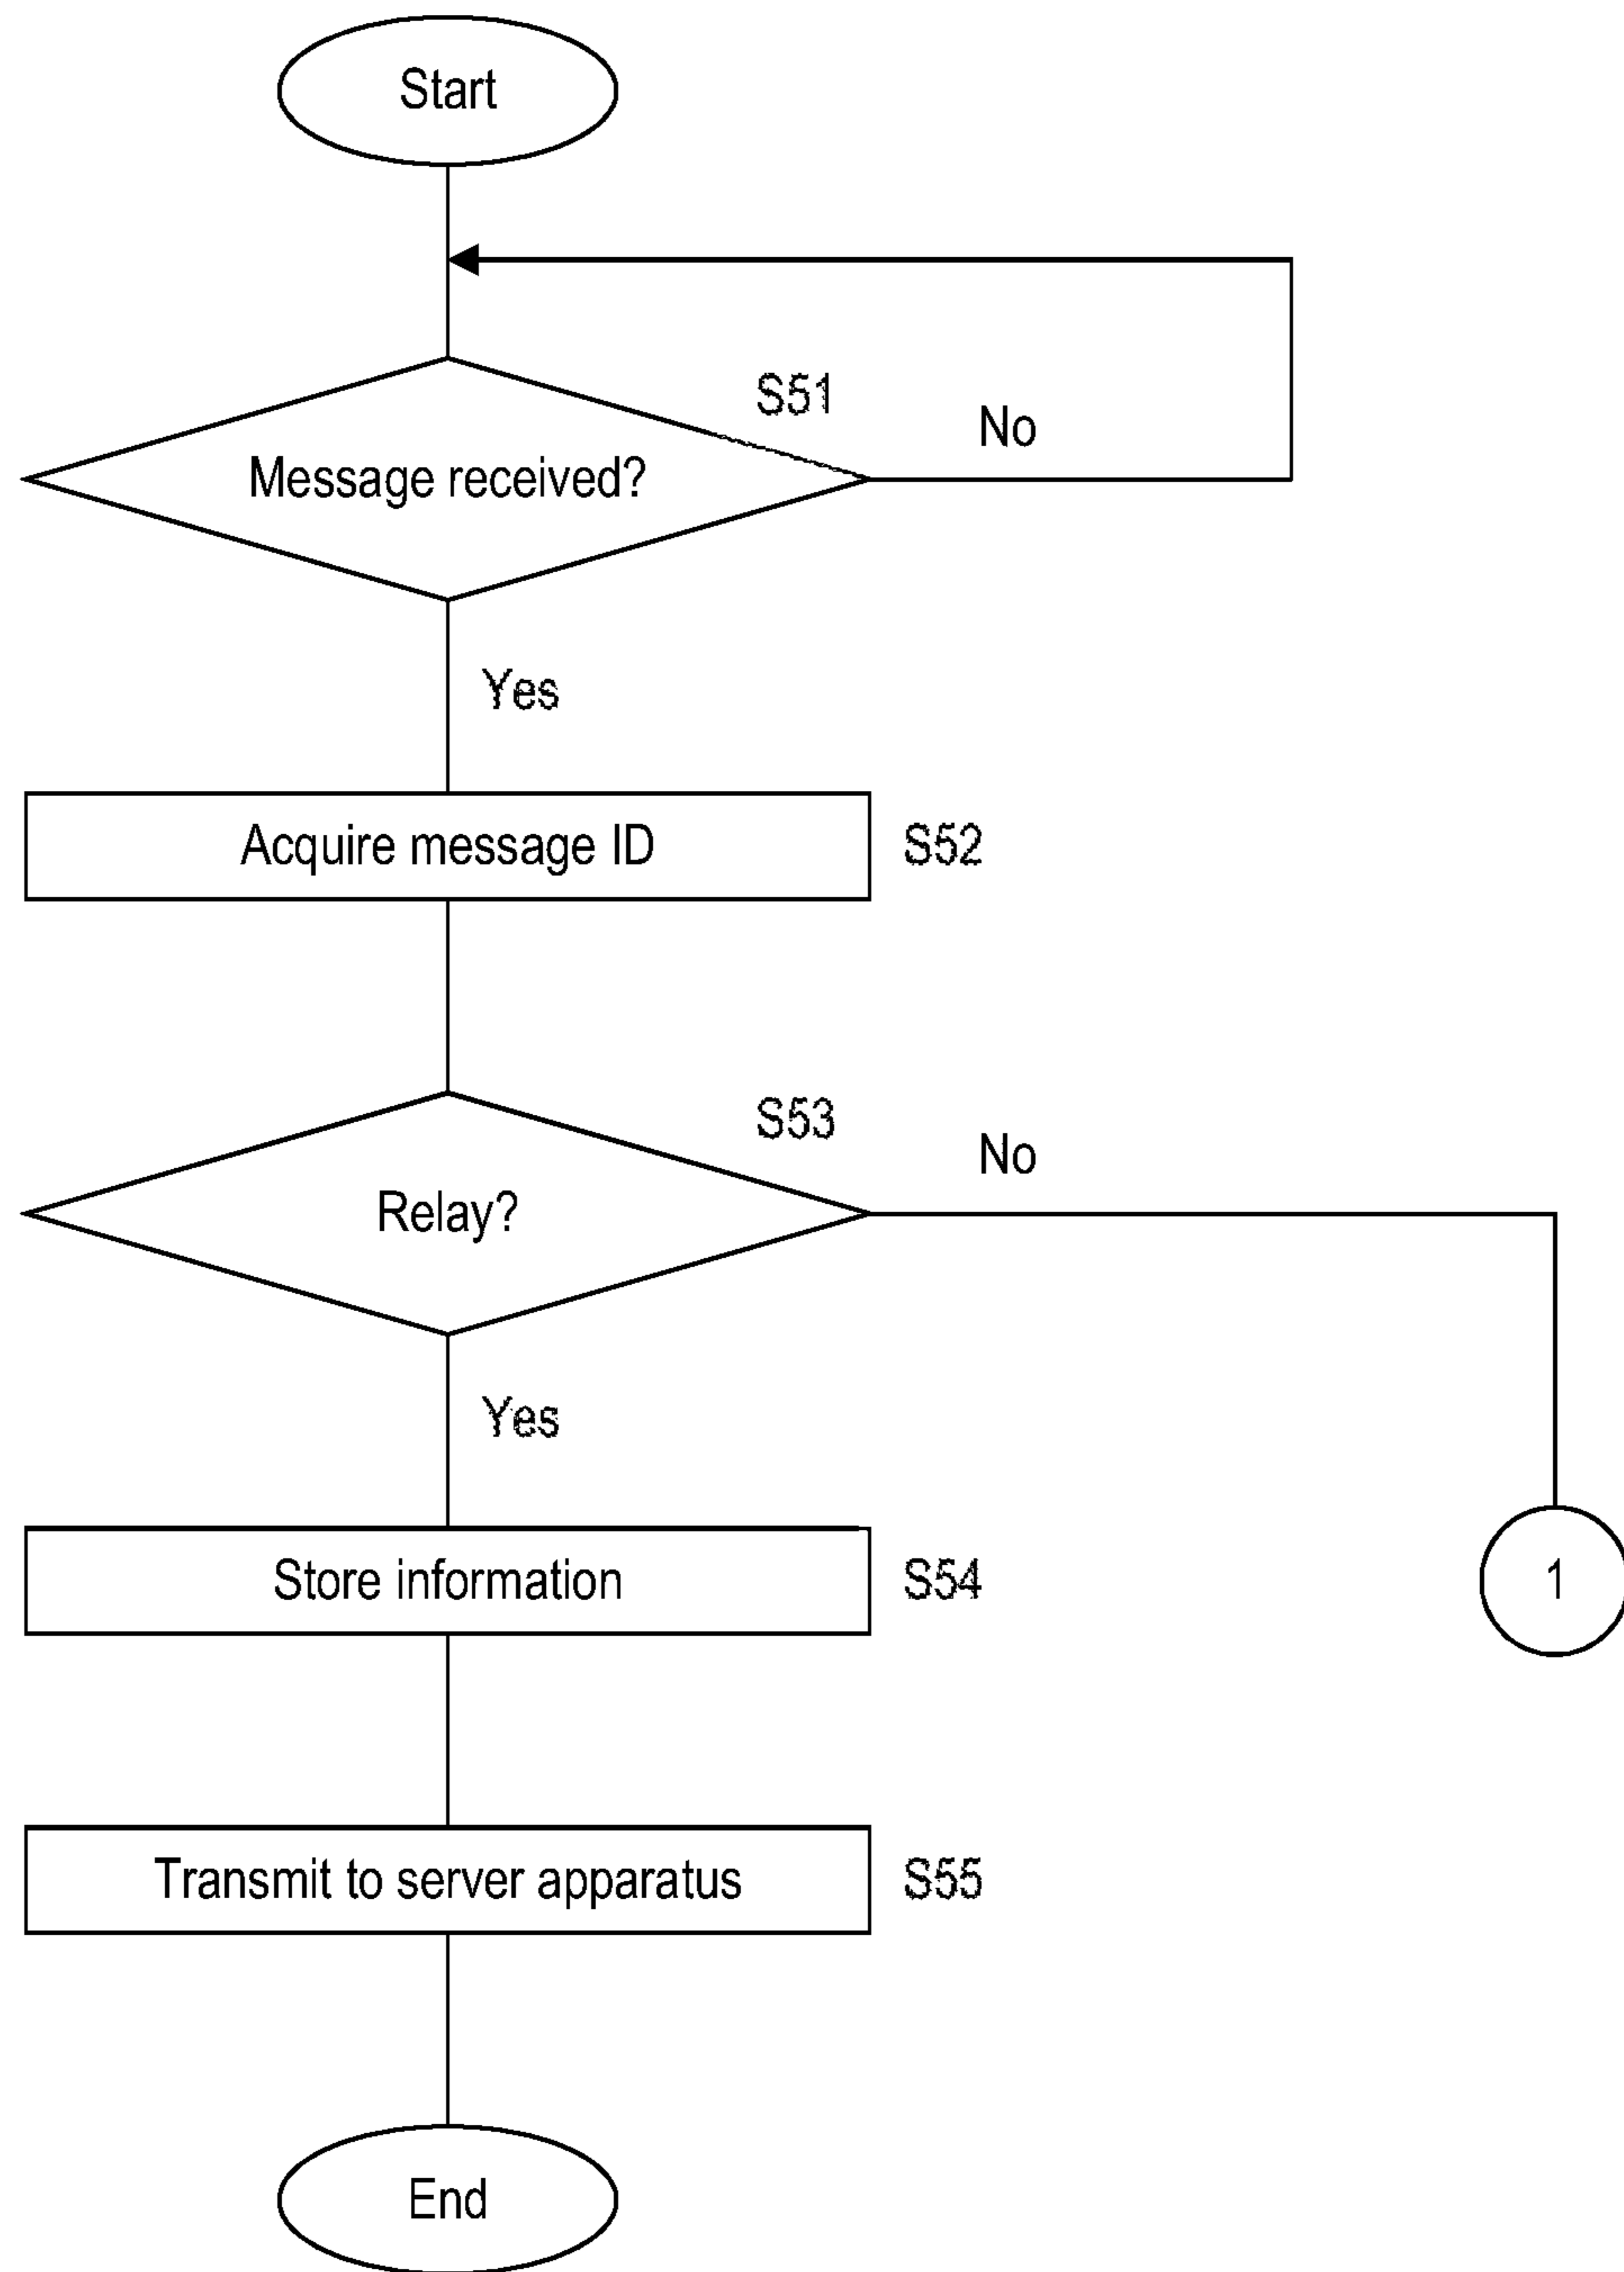 Start
S51
No
Message received?
Yes
Acquire message ID
S52
S53
No
Relay?
Yes
Store information
S54
1
Transmit to server apparatus
S55
End